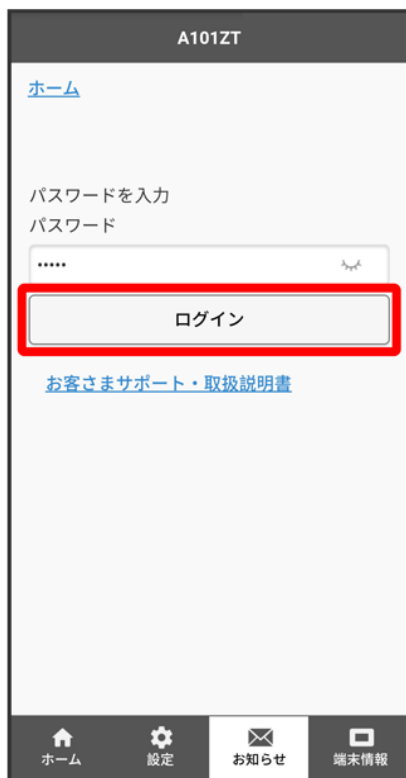 A101ZT
ホーム
パスワードを入力
パスワード
•••••
ログイン
お客さまサポート・取扱説明書
ホーム
設定
お知らせ
端末情報